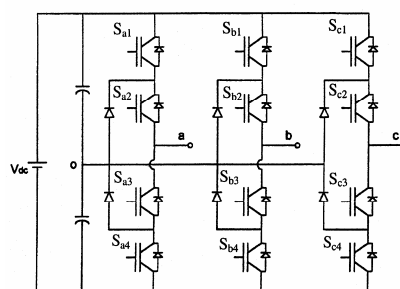 Sa1 Sb1 Sc1
Sa2 Sb2 Sc2
a b c
Vdc o
Sa3 Sb3 Sc3
Sa4 Sb4 Sc4